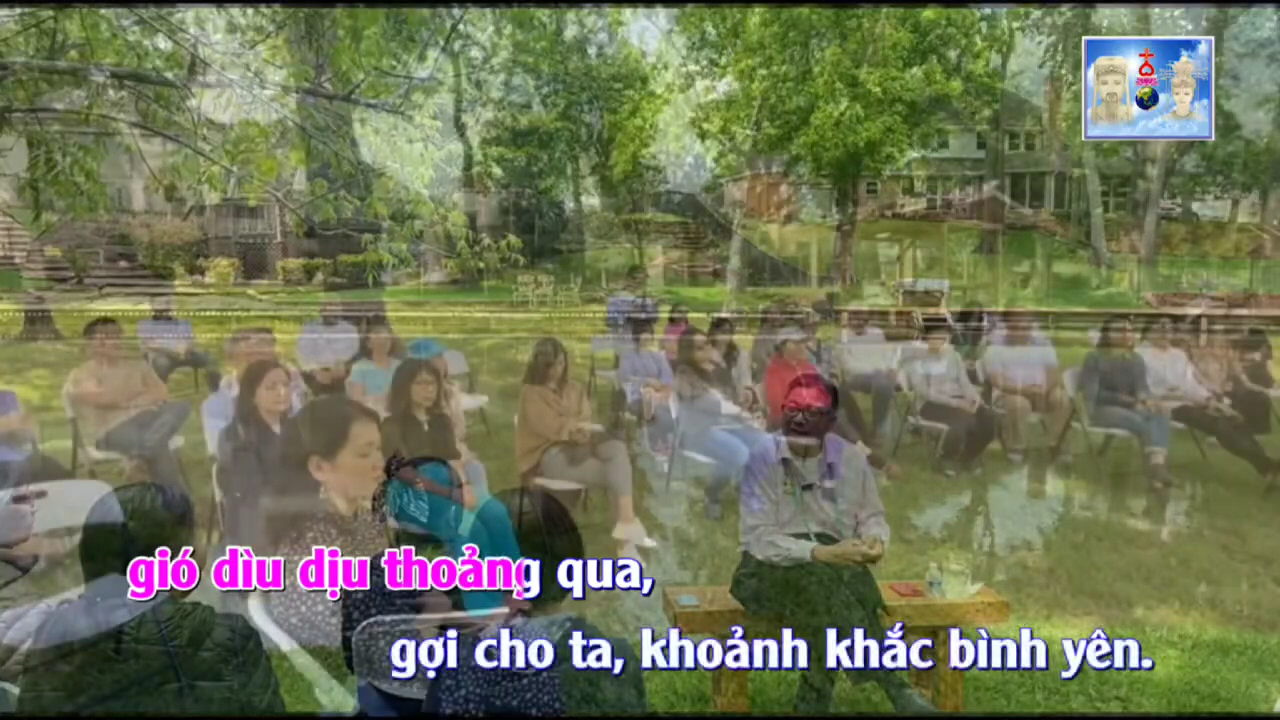 gió dìu dịu thoảng qua,
gợi cho ta, khoảnh khắc bình yên.